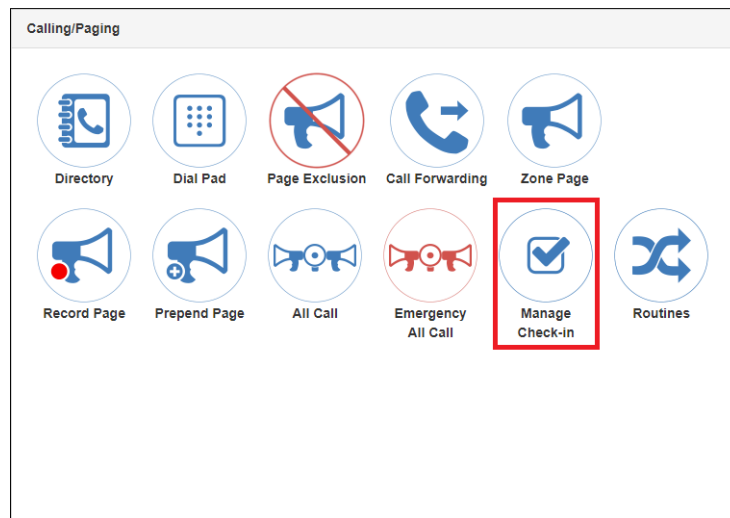 Calling/Paging
Directory
Dial Pad
Page Exclusion
Call Forwarding
Zone Page
Record Page
Prepend Page
All Call
Emergency
All Call
Manage
Check-in
Routines